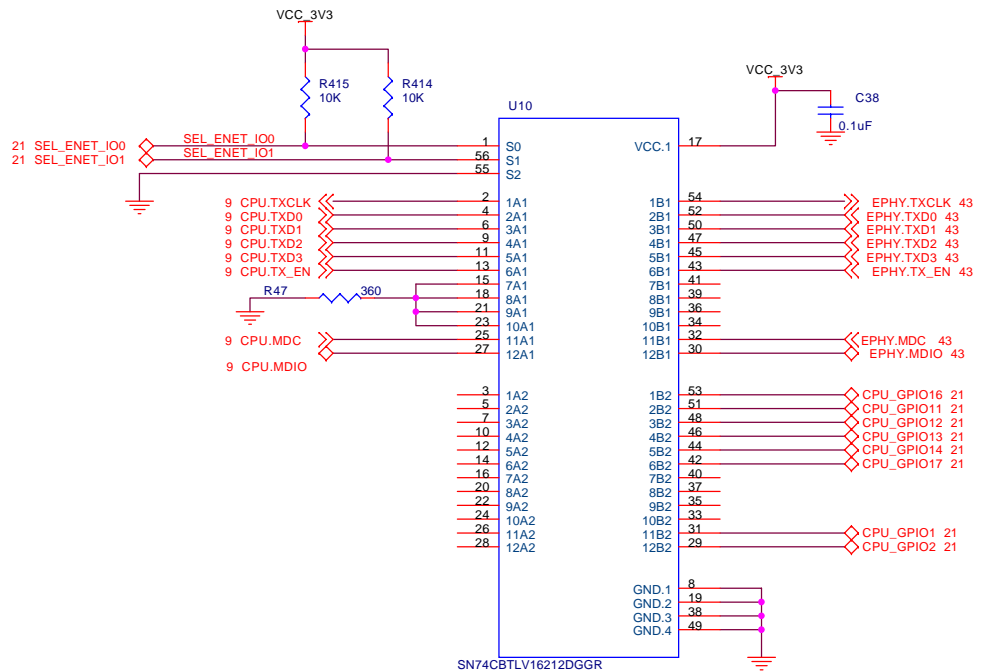 VCC_3V3
R415
10K
R414
10K
VCC_3V3
C38
0.1uF
U10
21 SEL_ENET_IO0 SEL_ENET_IO0 1 S0 VCC.1 17
21 SEL_ENET_IO1 SEL_ENET_IO1 56 S1
55 S2
9 CPU.TXCLK 2 1A1 1B1 54 EPHY.TXCLK 43
9 CPU.TXD0 4 2A1 2B1 52 EPHY.TXD0 43
9 CPU.TXD1 6 3A1 3B1 50 EPHY.TXD1 43
9 CPU.TXD2 9 4A1 4B1 47 EPHY.TXD2 43
9 CPU.TXD3 11 5A1 5B1 45 EPHY.TXD3 43
9 CPU.TX_EN 13 6A1 6B1 43 EPHY.TX_EN 43
15 7A1 7B1 41
R47 360 18 8A1 8B1 39
21 9A1 9B1 36
23 10A1 10B1 34
9 CPU.MDC 25 11A1 11B1 32 EPHY.MDC 43
9 CPU.MDIO 27 12A1 12B1 30 EPHY.MDIO 43
3 1A2 1B2 53 CPU_GPIO16 21
5 2A2 2B2 51 CPU_GPIO11 21
7 3A2 3B2 48 CPU_GPIO12 21
10 4A2 4B2 46 CPU_GPIO13 21
12 5A2 5B2 44 CPU_GPIO14 21
14 6A2 6B2 42 CPU_GPIO17 21
16 7A2 7B2 40
20 8A2 8B2 37
22 9A2 9B2 35
24 10A2 10B2 33
26 11A2 11B2 31 CPU_GPIO1 21
28 12A2 12B2 29 CPU_GPIO2 21
GND.1 8
GND.2 19
GND.3 38
GND.4 49
SN74CBTLV16212DGGR